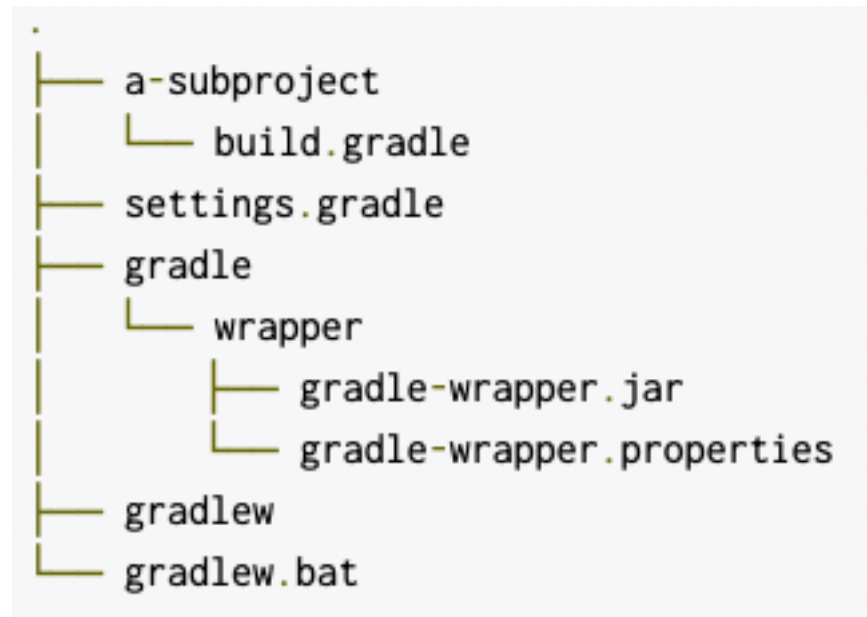 .
├── a-subproject
│   └── build.gradle
├── settings.gradle
├── gradle
│   └── wrapper
│       ├── gradle-wrapper.jar
│       └── gradle-wrapper.properties
├── gradlew
└── gradlew.bat